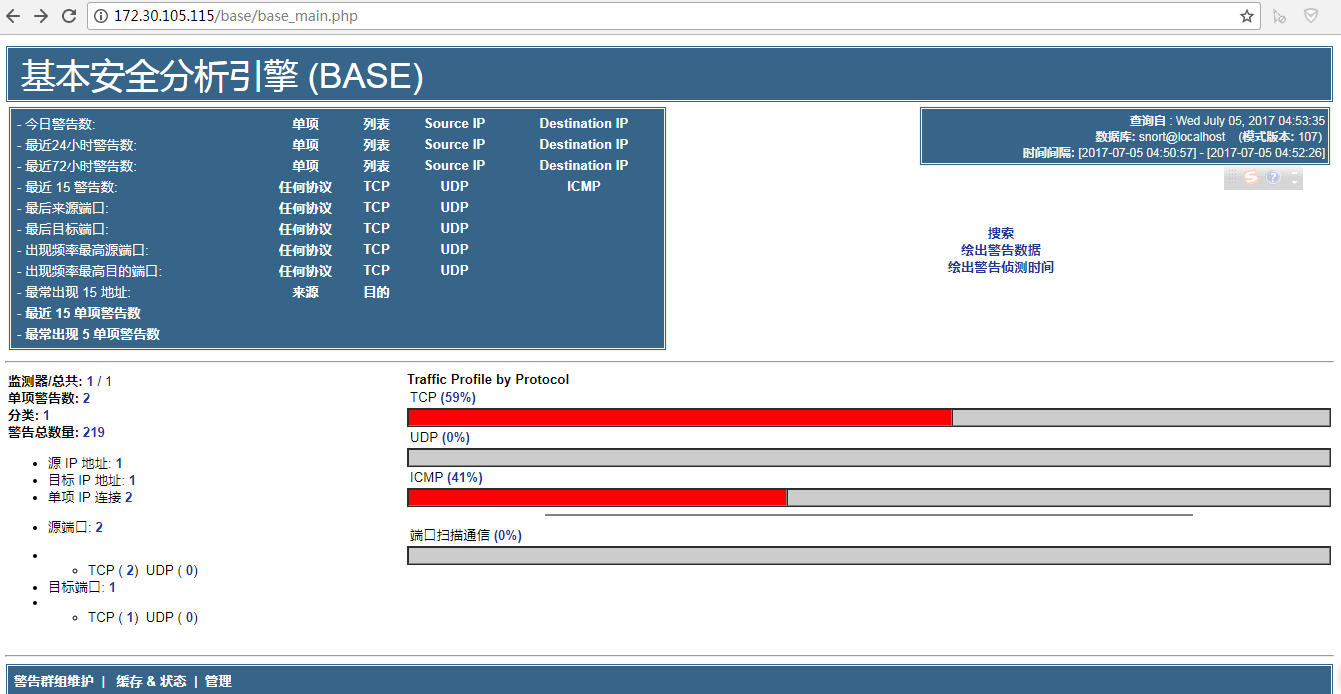 172.30.105.115/base/base_main.php
基本安全分析引擎 (BASE)
- 今日警告数: 单项 列表 Source IP Destination IP
- 最近24小时警告数: 单项 列表 Source IP Destination IP
- 最近72小时警告数: 单项 列表 Source IP Destination IP
- 最近 15 警告数: 任何协议 TCP UDP ICMP
- 最后来源端口: 任何协议 TCP UDP
- 最后目标端口: 任何协议 TCP UDP
- 出现频率最高源端口: 任何协议 TCP UDP
- 出现频率最高目的端口: 任何协议 TCP UDP
- 最常出现 15 地址: 来源 目的
- 最近 15 单项警告数
- 最常出现 5 单项警告数
查询自 : Wed July 05, 2017 04:53:35
数据库: snort@localhost (模式版本: 107)
时间间隔: [2017-07-05 04:50:57] - [2017-07-05 04:52:26]
搜索
绘出警告数据
绘出警告侦测时间
监测器/总共: 1 / 1
单项警告数: 2
分类: 1
警告总数量: 219
源 IP 地址: 1
目标 IP 地址: 1
单项 IP 连接 2
源端口: 2
TCP ( 2) UDP ( 0)
目标端口: 1
TCP ( 1) UDP ( 0)
Traffic Profile by Protocol
TCP (59%)
UDP (0%)
ICMP (41%)
端口扫描通信 (0%)
警告群组维护 | 缓存 & 状态 | 管理